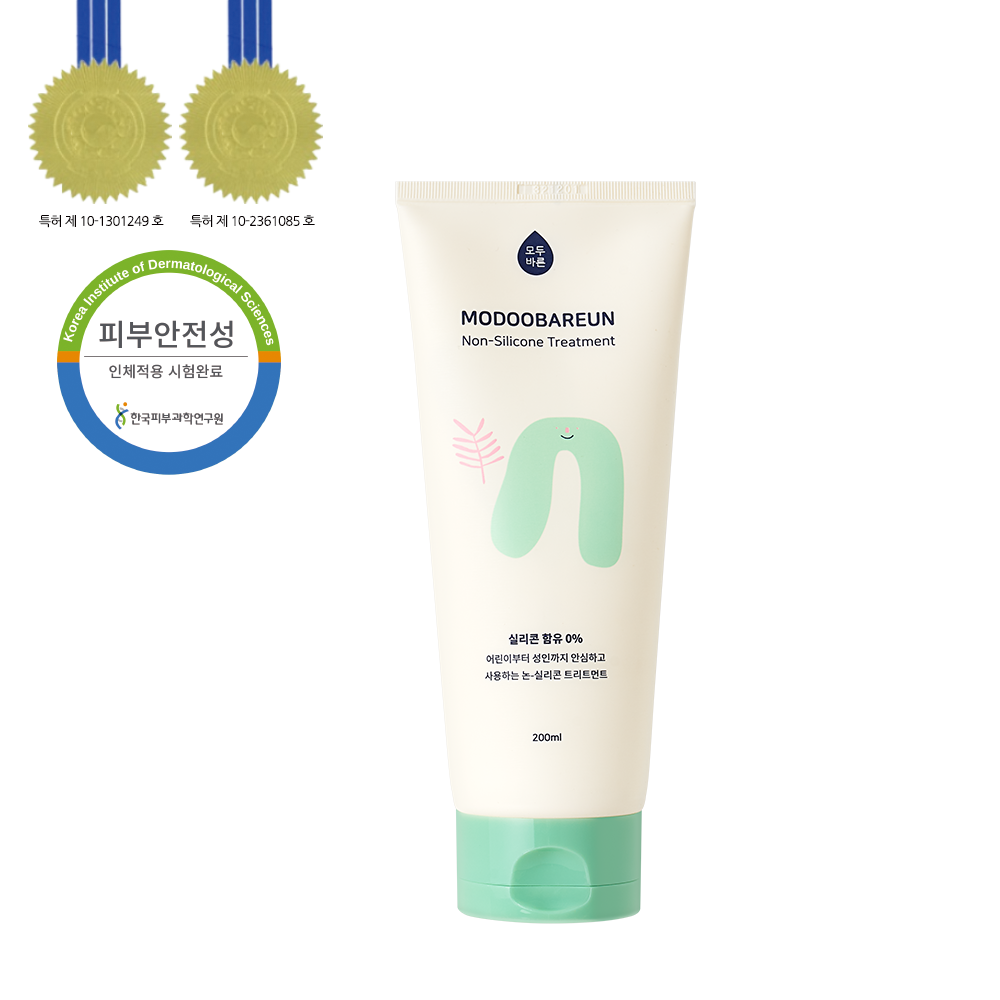 특허 제 10-1301249 호
특허 제 10-2361085 호
Korea Institute of Dermatological Sciences
피부안전성
인체적용 시험완료
한국피부과학연구원
모두
바른
MODOOBAREUN
Non-Silicone Treatment
실리콘 함유 0%
어린이부터 성인까지 안심하고
사용하는 논-실리콘 트리트먼트
200ml